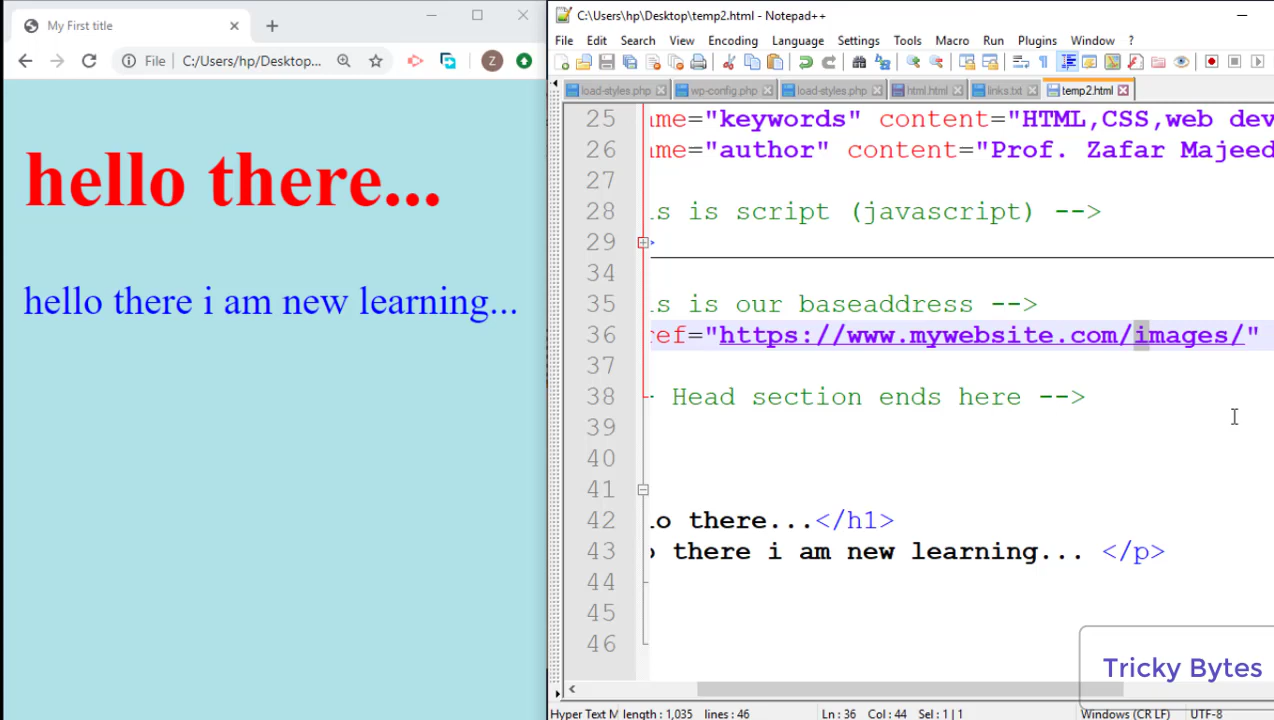 My First title
File C:/Users/hp/Desktop...
Z
hello there...
hello there i am new learning...
C:\Users\hp\Desktop\temp2.html - Notepad++
File Edit Search View Encoding Language Settings Tools Macro Run Plugins Window ?
load-styles.php wp-config.php load-styles.php html.html links.txt temp2.html
25 ame="keywords" content="HTML,CSS,web dev
26 ame="author" content="Prof. Zafar Majeed
27
28 is is script (javascript) -->
29 >
34
35 is is our baseaddress -->
36 ref="https://www.mywebsite.com/images/"
37
38 - Head section ends here -->
39
40
41
42 lo there...</h1>
43 o there i am new learning... </p>
44
45
46
Tricky Bytes
Hyper Text M length : 1,035 lines : 46 Ln : 36 Col : 44 Sel : 1 | 1 Windows (CR LF) UTF-8